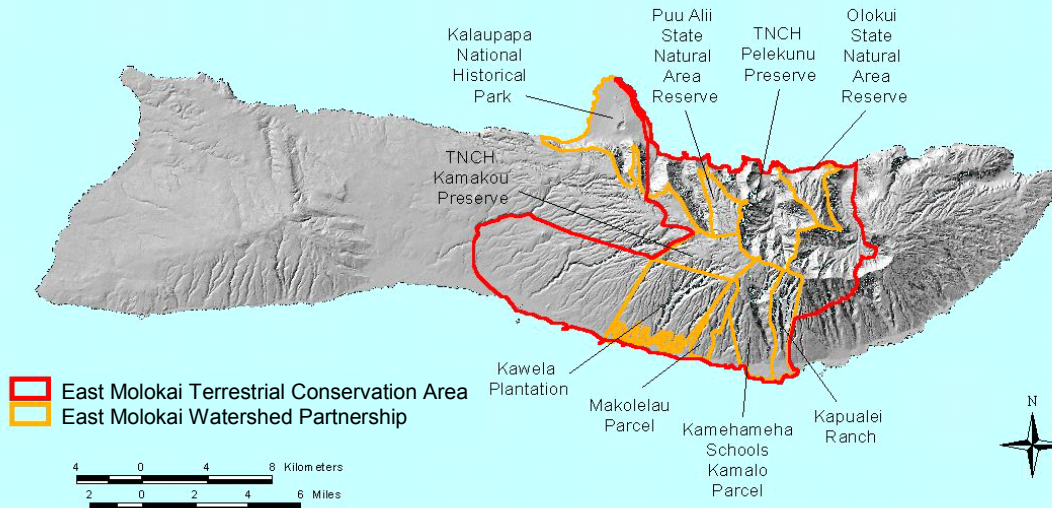 Kalaupapa
National
Historical
Park
Puu Alii
State
Natural
Area
Reserve
TNCH
Pelekunu
Preserve
Olokui
State
Natural
Area
Reserve
TNCH
Kamakou
Preserve
Kawela
Plantation
Makolelau
Parcel
Kamehameha
Schools
Kamalo
Parcel
Kapualei
Ranch
East Molokai Terrestrial Conservation Area
East Molokai Watershed Partnership
4 0 4 8 Kilometers
2 0 2 4 6 Miles
N